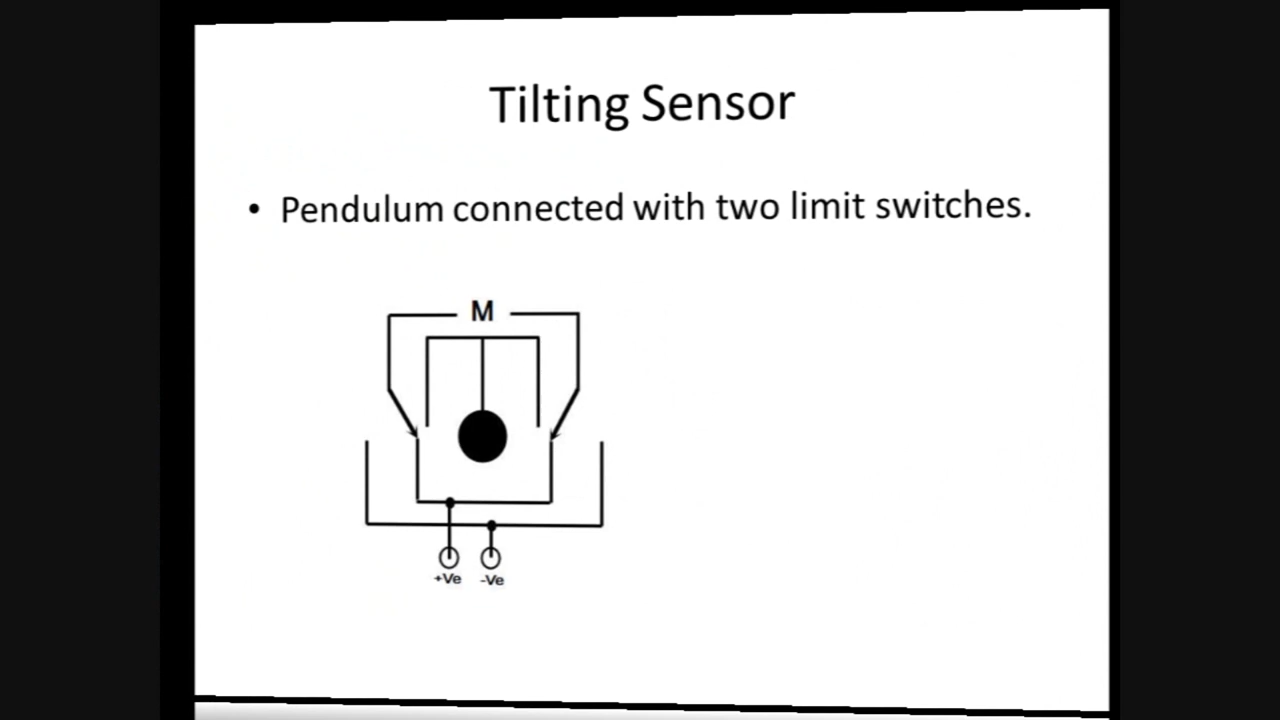 Tilting Sensor
• Pendulum connected with two limit switches.
M
+Ve -Ve